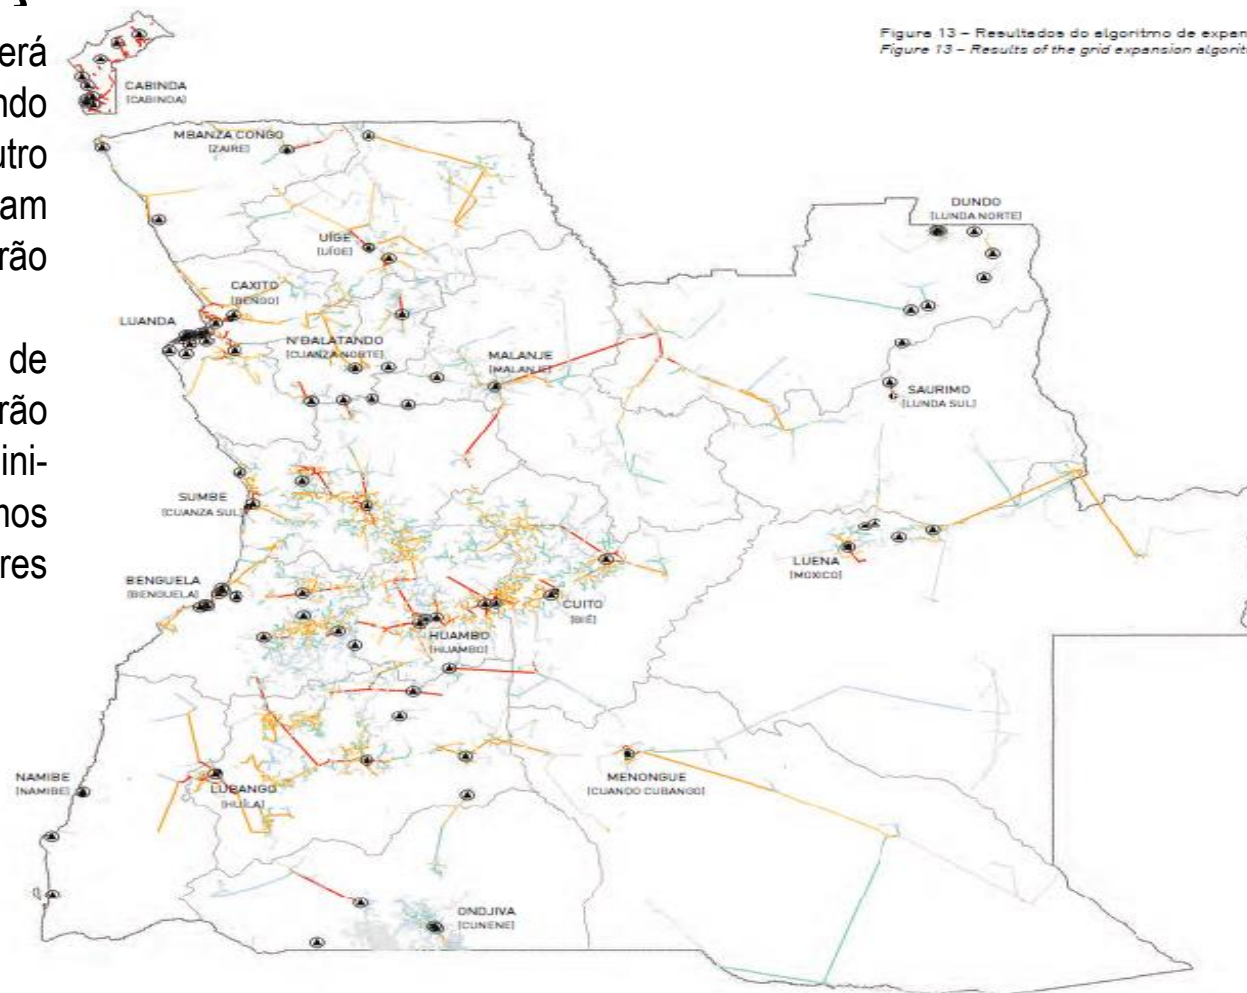 erá
ndo
utro
am
rão
de
rão
ini-
nos
res
Figura 13 – Resultados do algoritmo de expan
Figure 13 – Results of the grid expansion algorit
CABINDA
[CABINDA]
MBANZA CONGO
[ZAIRE]
DUNDO
[LUNDA NORTE]
UÍGE
[UÍGE]
CAXITO
[BENGO]
LUANDA
N'DALATANDO
[CUANZA NORTE]
MALANJE
[MALANJE]
SAURIMO
[LUNDA SUL]
SUMBE
[CUANZA SUL]
LUENA
[MOXICO]
BENGUELA
[BENGUELA]
CUITO
[BIÉ]
HUAMBO
[HUAMBO]
NAMIBE
[NAMIBE]
LUBANGO
[HUÍLA]
MENONGUE
[CUANDO CUBANGO]
ONDJIVA
[CUNENE]